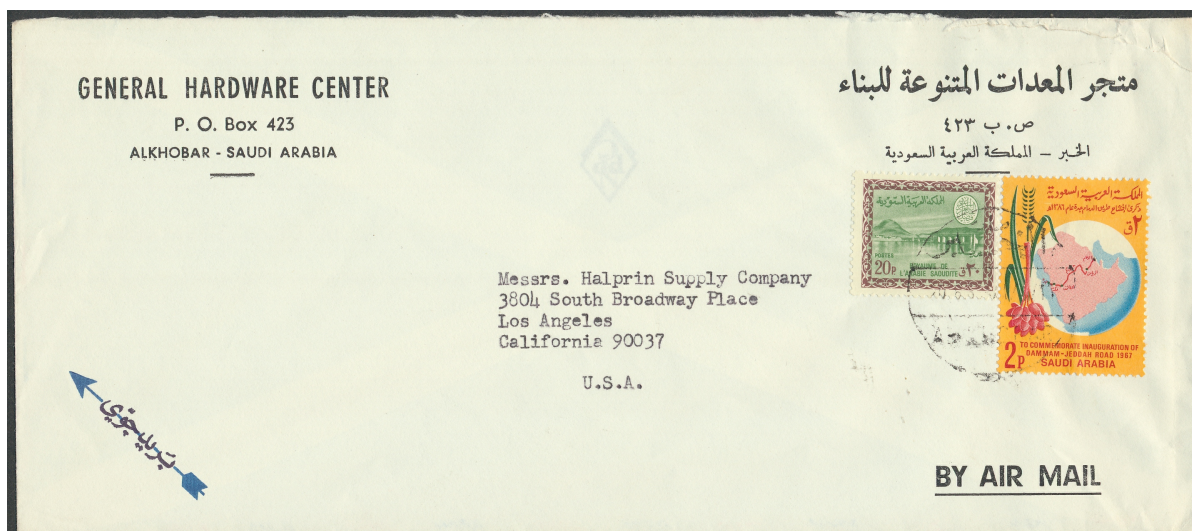 GENERAL HARDWARE CENTER
P. O. Box 423
ALKHOBAR - SAUDI ARABIA
متجر المعدات المتنوعة للبناء
ص. ب ٤٢٣
الخبر – المملكة العربية السعودية
المملكة العربية السعودية
POSTES
20P
ROYAUME DE
L'ARABIE SAOUDITE
٢٠ق
المملكة العربية السعودية
٢ق
TO COMMEMORATE INAUGURATION OF
DAMMAM-JEDDAH ROAD 1967
2P SAUDI ARABIA
Messrs. Halprin Supply Company
3804 South Broadway Place
Los Angeles
California 90037
U.S.A.
بريد جوي
BY AIR MAIL